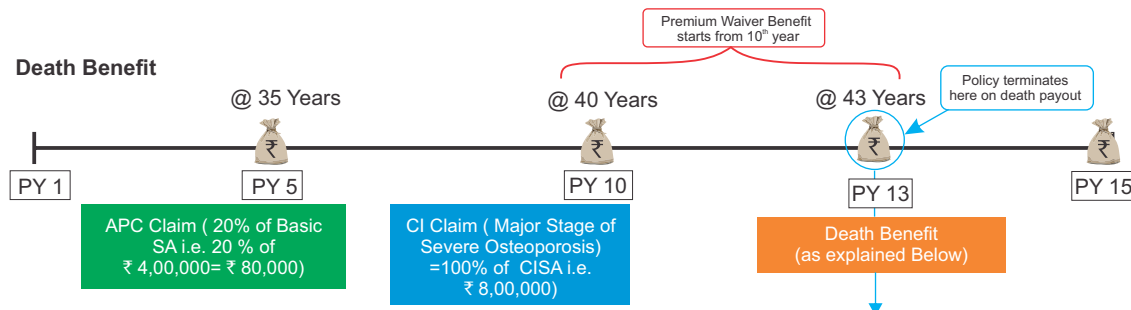 Premium Waiver Benefit
starts from 10th year
Death Benefit
Policy terminates
here on death payout
@ 35 Years
@ 40 Years
@ 43 Years
₹
₹
₹
₹
PY 1
PY 5
PY 10
PY 13
PY 15
APC Claim ( 20% of Basic
SA i.e. 20 % of
₹ 4,00,000= ₹ 80,000)
CI Claim ( Major Stage of
Severe Osteoporosis)
=100% of CISA i.e.
₹ 8,00,000)
Death Benefit
(as explained Below)